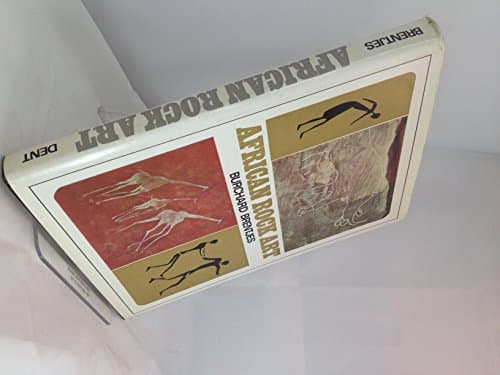 BRENTJES AFRICAN ROCK ART DENT
AFRICAN ROCK ART
BURCHARD BRENTJES